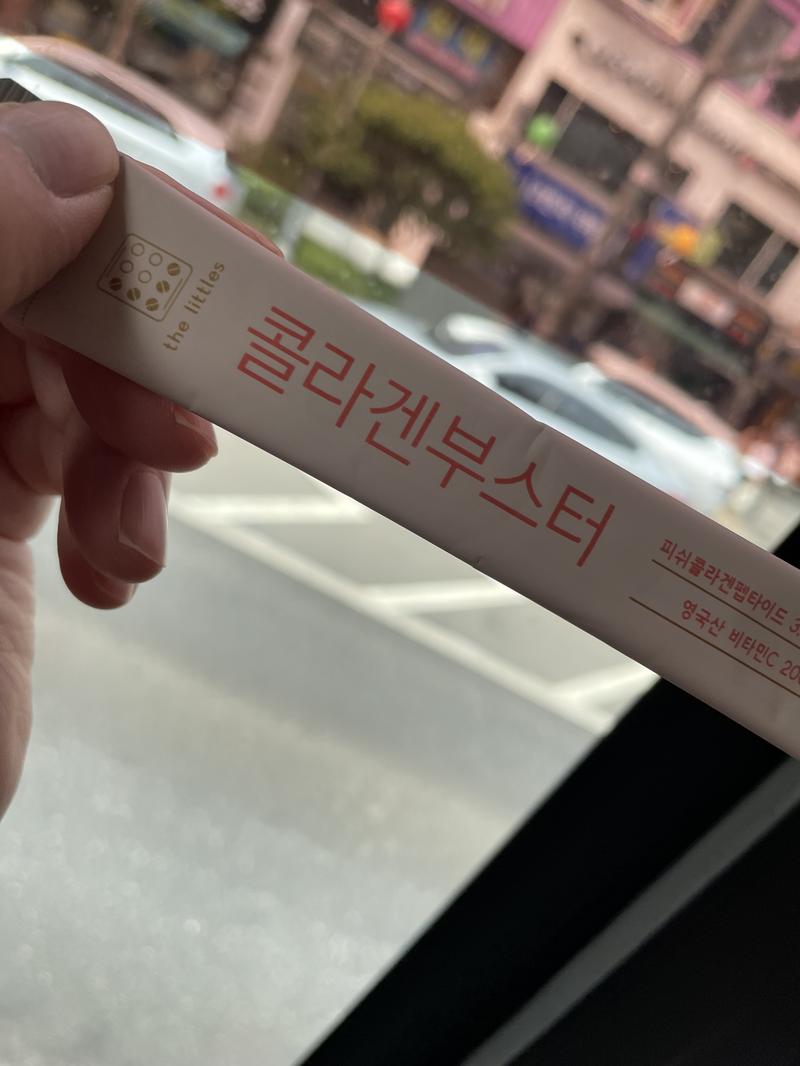 the littles
콜라겐부스터
피쉬콜라겐펩타이드
영국산 비타민C